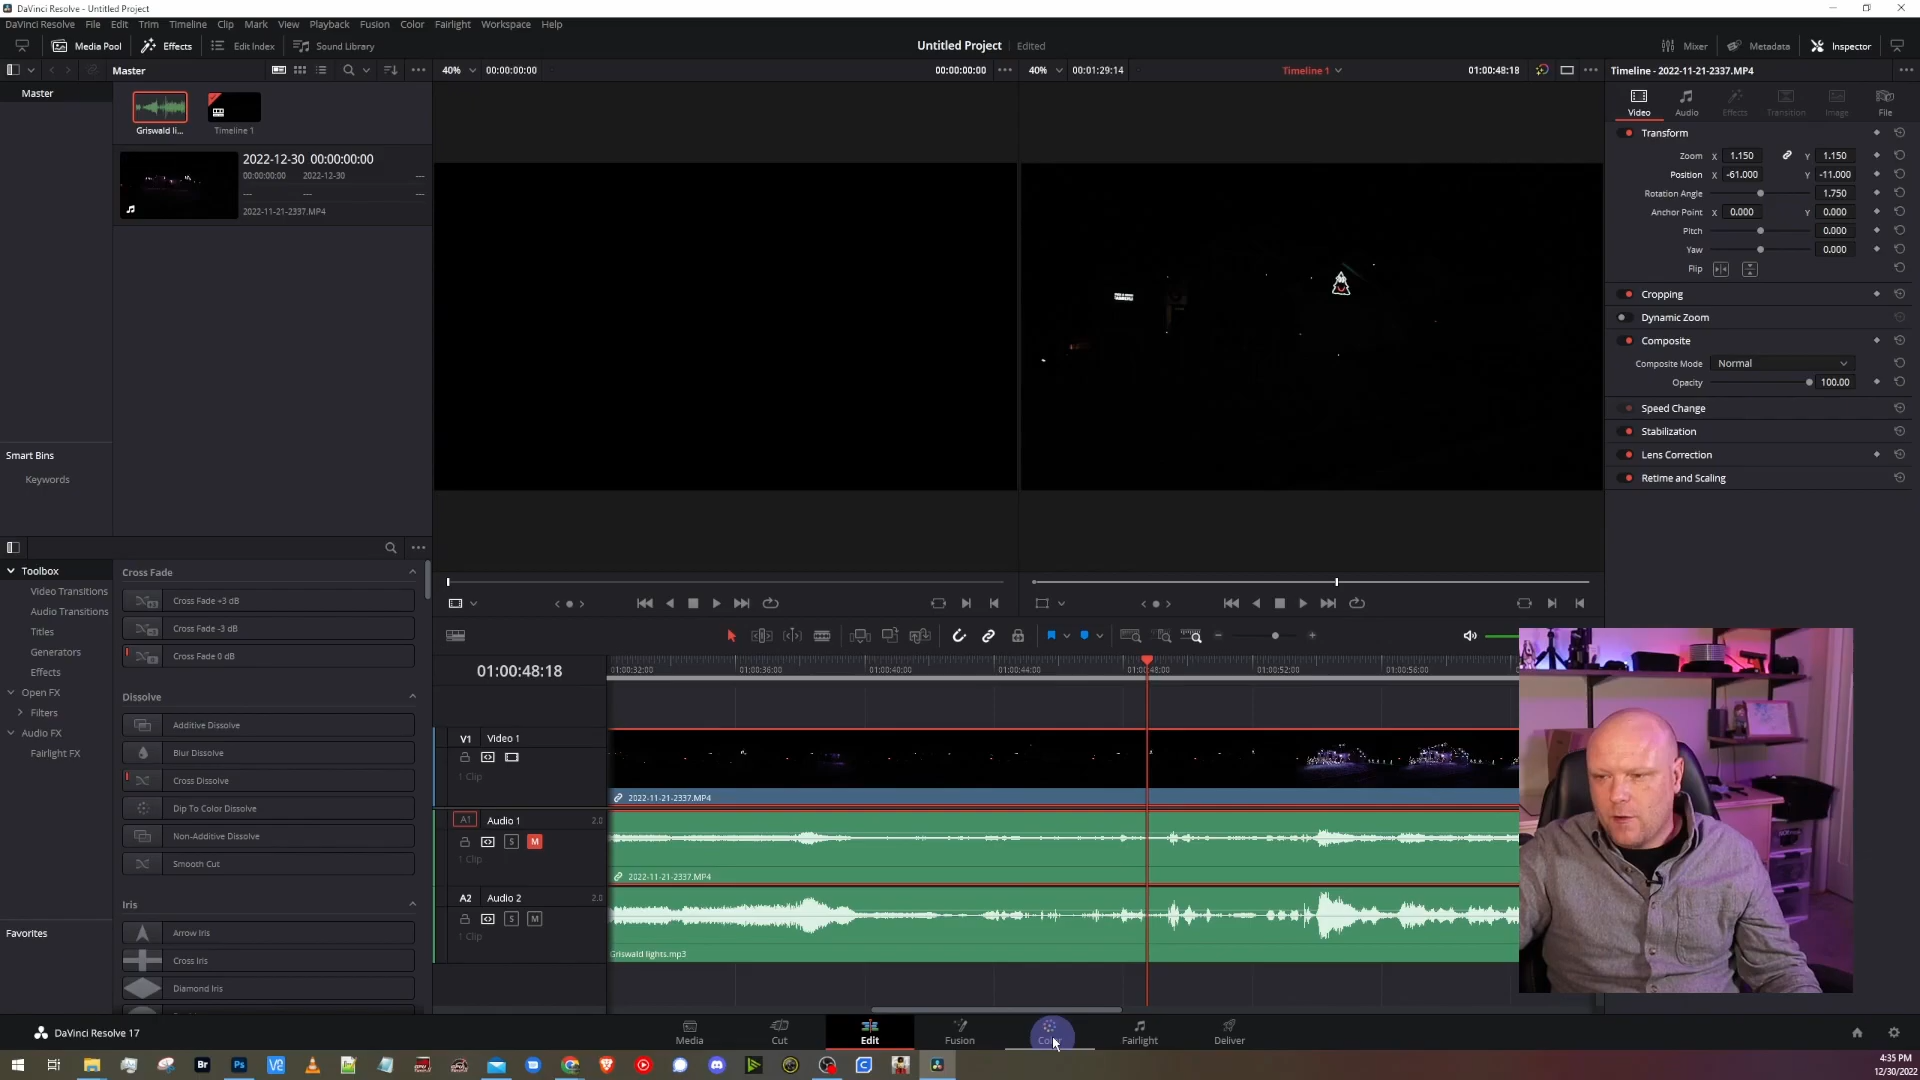 DaVinci Resolve - Untitled Project
DaVinci Resolve File Edit Trim Timeline Clip Mark View Playback Fusion Color Fairlight Workspace Help
Media Pool Effects Edit Index Sound Library Untitled Project Edited Mixer Metadata Inspector
Master 40% 00:00:00:00 00:00:00:00 40% 00:01:29:14 Timeline 1 01:00:48:18 Timeline - 2022-11-21-2337.MP4
Master
Griswald li... Timeline 1
2022-12-30 00:00:00:00
00:00:00:00 2022-12-30
2022-11-21-2337.MP4
Video Audio Effects Transition Image File
Transform
Zoom X 1.150 Y 1.150
Position X -61.000 Y -11.000
Rotation Angle 1.750
Anchor Point X 0.000 Y 0.000
Pitch 0.000
Yaw 0.000
Flip
Cropping
Dynamic Zoom
Composite
Composite Mode Normal
Opacity 100.00
Speed Change
Stabilization
Lens Correction
Retime and Scaling
Smart Bins
Keywords
Toolbox
Video Transitions
Audio Transitions
Titles
Generators
Effects
Open FX
Filters
Audio FX
Fairlight FX
Favorites
Cross Fade
Cross Fade +3 dB
Cross Fade -3 dB
Cross Fade 0 dB
Dissolve
Additive Dissolve
Blur Dissolve
Cross Dissolve
Dip To Color Dissolve
Non-Additive Dissolve
Smooth Cut
Iris
Arrow Iris
Cross Iris
Diamond Iris
01:00:48:18 01:00:32:00 01:00:36:00 01:00:40:00 01:00:44:00 01:00:48:00 01:00:52:00 01:00:56:00
V1 Video 1
1 Clip
2022-11-21-2337.MP4
A1 Audio 1 2.0
S M
1 Clip
2022-11-21-2337.MP4
A2 Audio 2 2.0
S M
1 Clip
Griswald lights.mp3
DaVinci Resolve 17
Media Cut Edit Fusion Color Fairlight Deliver
Br Ps
4:35 PM
12/30/2022